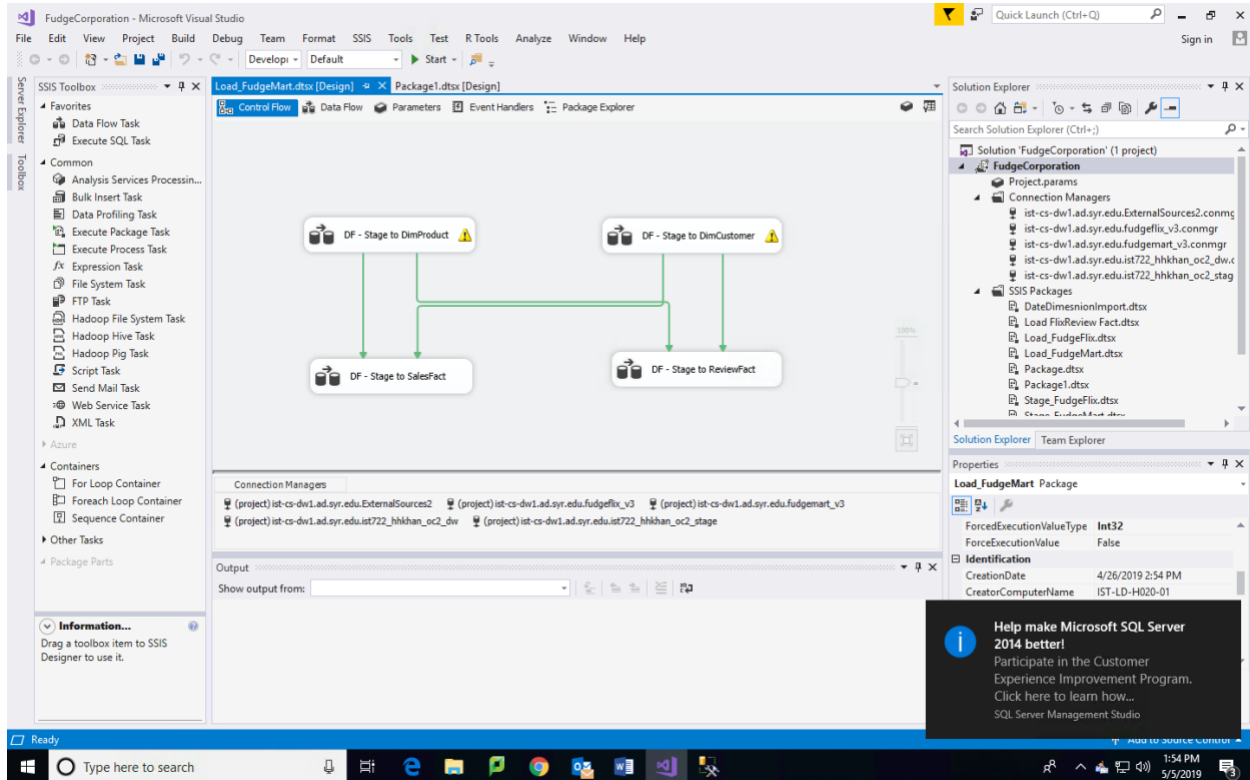 FudgeCorporation - Microsoft Visual Studio
Quick Launch (Ctrl+Q)
File Edit View Project Build Debug Team Format SSIS Tools Test R Tools Analyze Window Help
Sign in
Developi Default Start
Server Explorer
Toolbox
SSIS Toolbox
Favorites
Data Flow Task
Execute SQL Task
Common
Analysis Services Processin...
Bulk Insert Task
Data Profiling Task
Execute Package Task
Execute Process Task
Expression Task
File System Task
FTP Task
Hadoop File System Task
Hadoop Hive Task
Hadoop Pig Task
Script Task
Send Mail Task
Web Service Task
XML Task
Azure
Containers
For Loop Container
Foreach Loop Container
Sequence Container
Other Tasks
Package Parts
Information...
Drag a toolbox item to SSIS
Designer to use it.
Load_FudgeMart.dtsx [Design] Package1.dtsx [Design]
Control Flow Data Flow Parameters Event Handlers Package Explorer
DF - Stage to DimProduct
DF - Stage to DimCustomer
DF - Stage to SalesFact
DF - Stage to ReviewFact
100%
Connection Managers
(project) ist-cs-dw1.ad.syr.edu.ExternalSources2 (project) ist-cs-dw1.ad.syr.edu.fudgeflix_v3 (project) ist-cs-dw1.ad.syr.edu.fudgemart_v3
(project) ist-cs-dw1.ad.syr.edu.ist722_hhkhan_oc2_dw (project) ist-cs-dw1.ad.syr.edu.ist722_hhkhan_oc2_stage
Output
Show output from:
Solution Explorer
Search Solution Explorer (Ctrl+;)
Solution 'FudgeCorporation' (1 project)
FudgeCorporation
Project.params
Connection Managers
ist-cs-dw1.ad.syr.edu.ExternalSources2.conmg
ist-cs-dw1.ad.syr.edu.fudgeflix_v3.conmgr
ist-cs-dw1.ad.syr.edu.fudgemart_v3.conmgr
ist-cs-dw1.ad.syr.edu.ist722_hhkhan_oc2_dw.c
ist-cs-dw1.ad.syr.edu.ist722_hhkhan_oc2_stag
SSIS Packages
DateDimesnionImport.dtsx
Load FlixReview Fact.dtsx
Load_FudgeFlix.dtsx
Load_FudgeMart.dtsx
Package.dtsx
Package1.dtsx
Stage_FudgeFlix.dtsx
Stage_FudgeMart.dtsx
Solution Explorer Team Explorer
Properties
Load_FudgeMart Package
ForcedExecutionValueType Int32
ForceExecutionValue False
Identification
CreationDate 4/26/2019 2:54 PM
CreatorComputerName IST-LD-H020-01
Help make Microsoft SQL Server
2014 better!
Participate in the Customer
Experience Improvement Program.
Click here to learn how...
SQL Server Management Studio
Ready
Add to Source Control
Type here to search
1:54 PM
5/5/2019
3